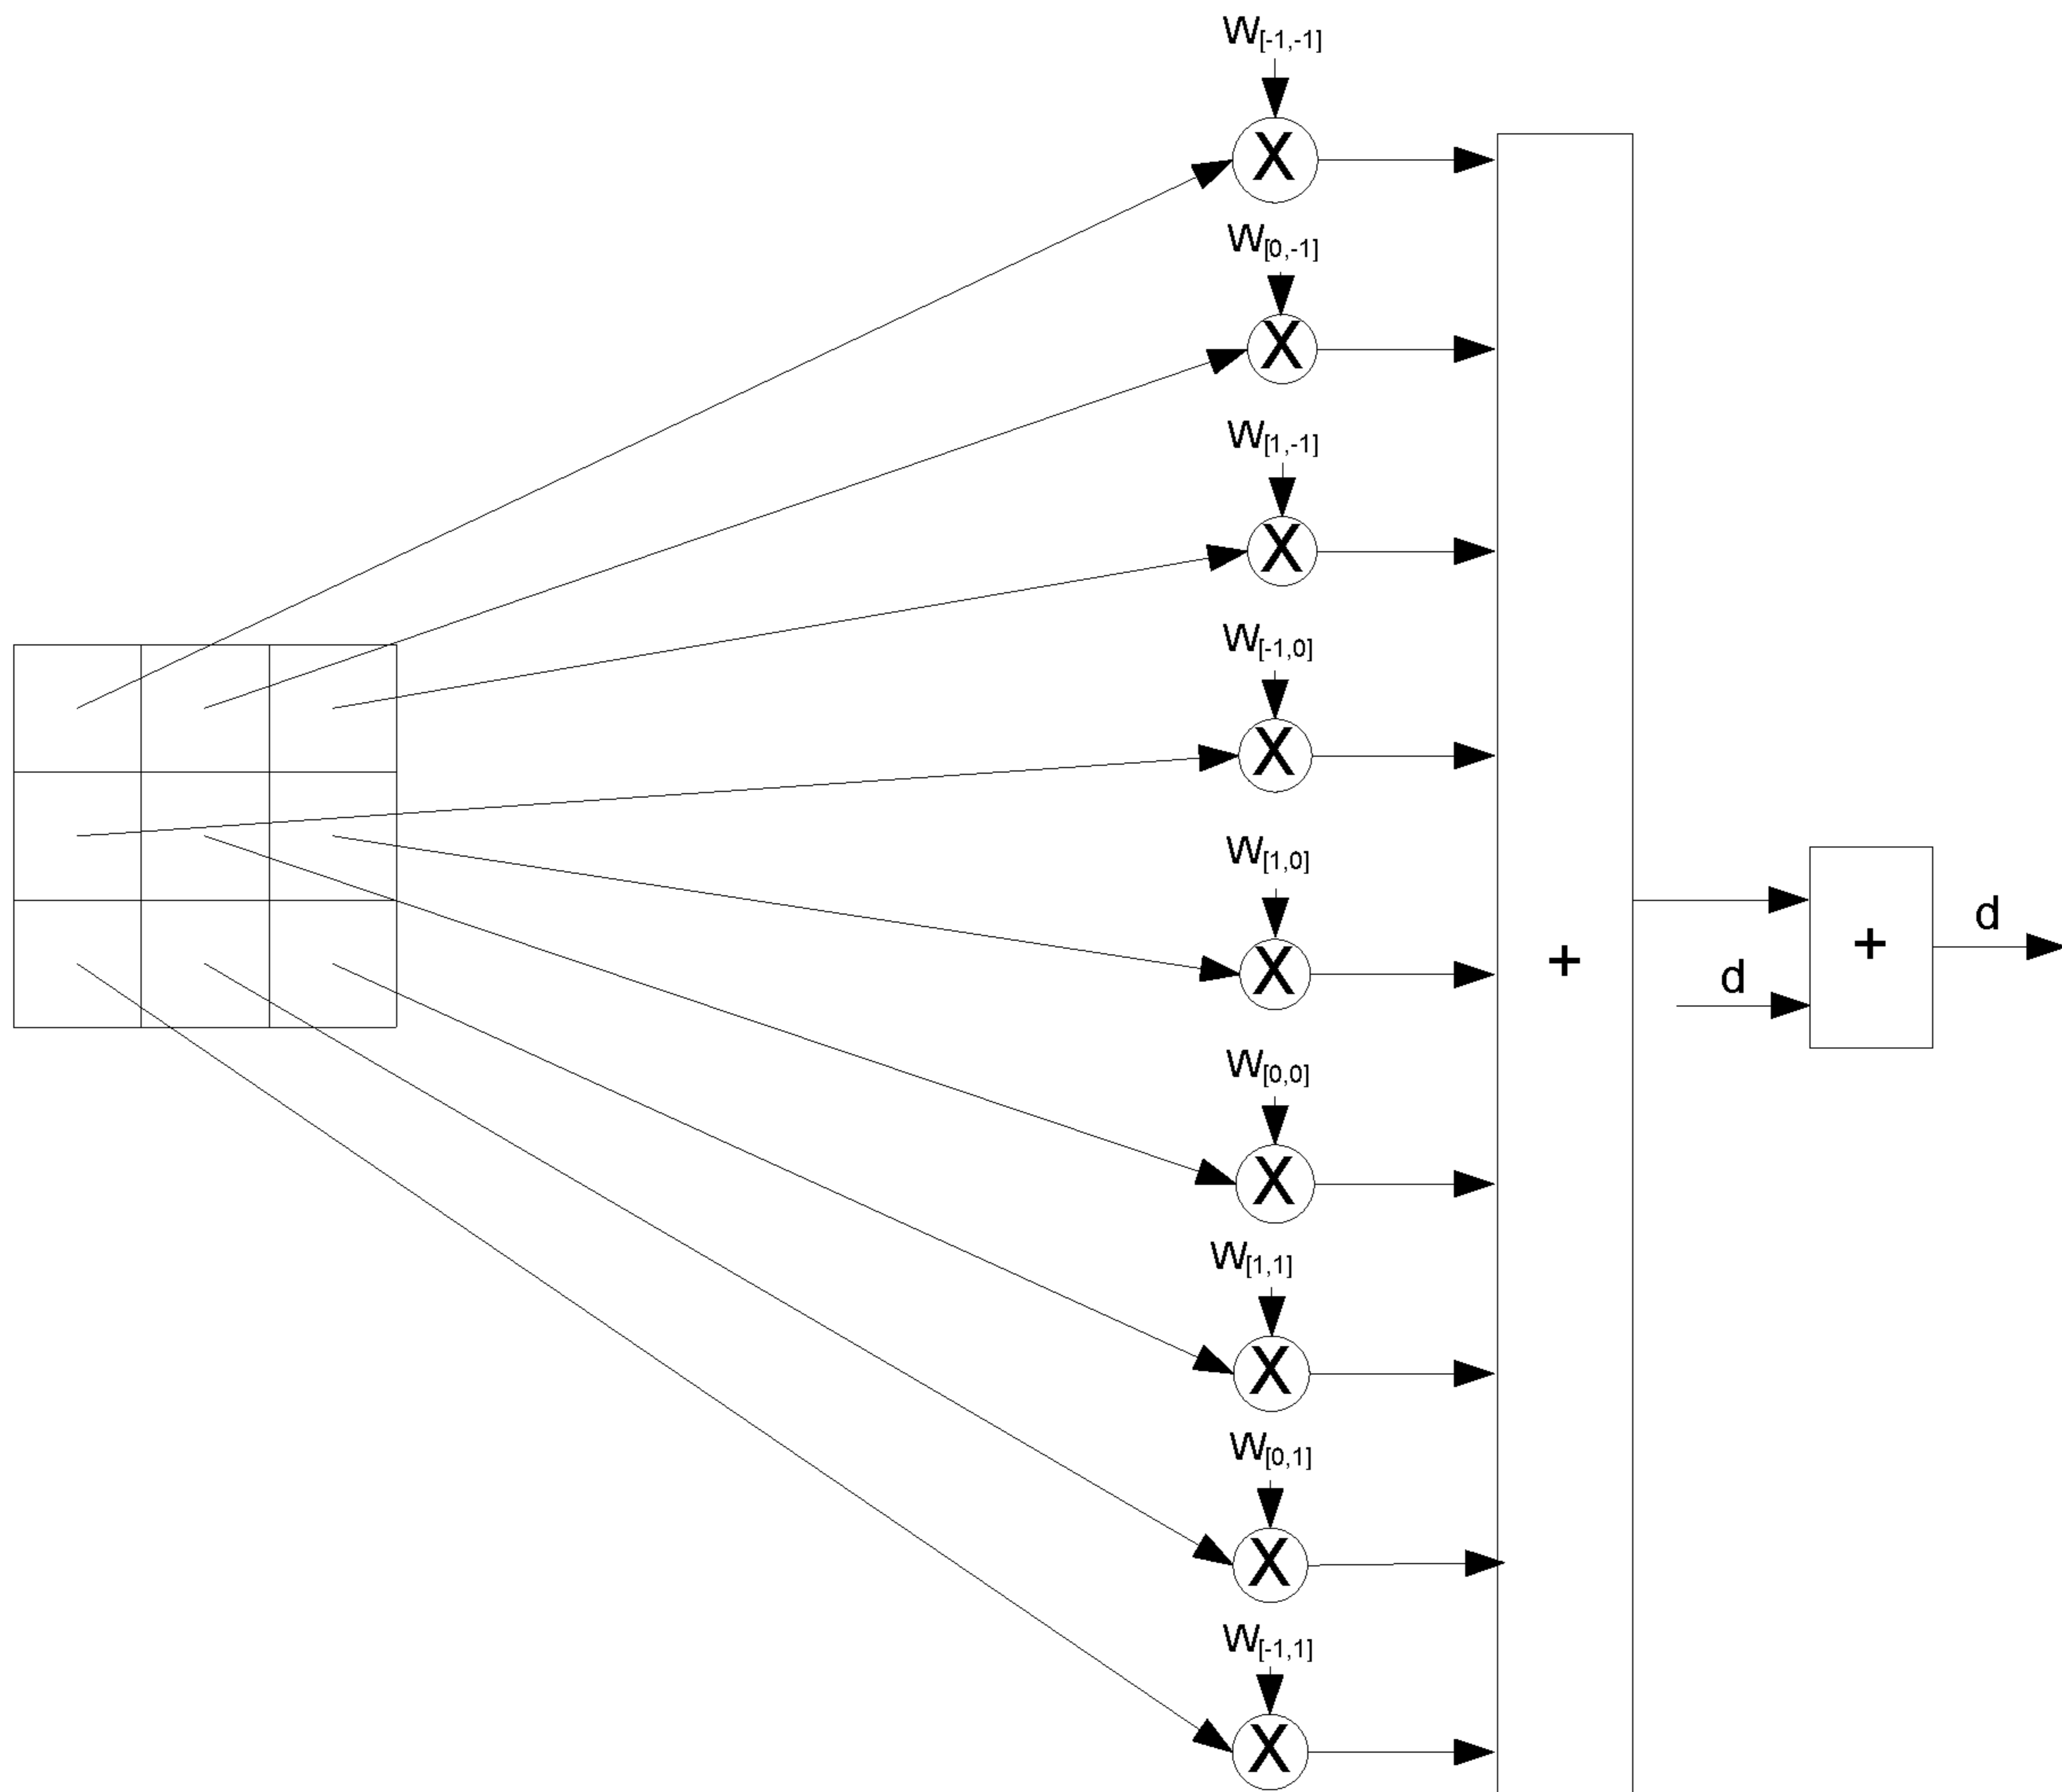 W[-1,-1]
X
W[0,-1]
X
W[1,-1]
X
W[-1,0]
X
W[1,0]
X
+
+
d
d
W[0,0]
X
W[1,1]
X
W[0,1]
X
W[-1,1]
X